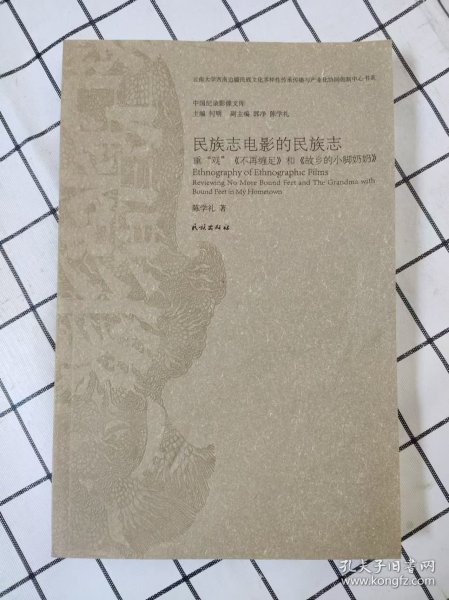 云南大学西南边疆民族文化多样性传承传播与产业化协同创新中心书系
中国纪录影像文库
主编 何明 副主编 郭净 陈学礼
民族志电影的民族志
重“观”《不再缠足》和《故乡的小脚奶奶》
Ethnography of Ethnographic Films
Reviewing No More Bound Feet and The Grandma with
Bound Feet in My Hometown
陈学礼 著
民族出版社
孔夫子旧书网
www.kongfz.com